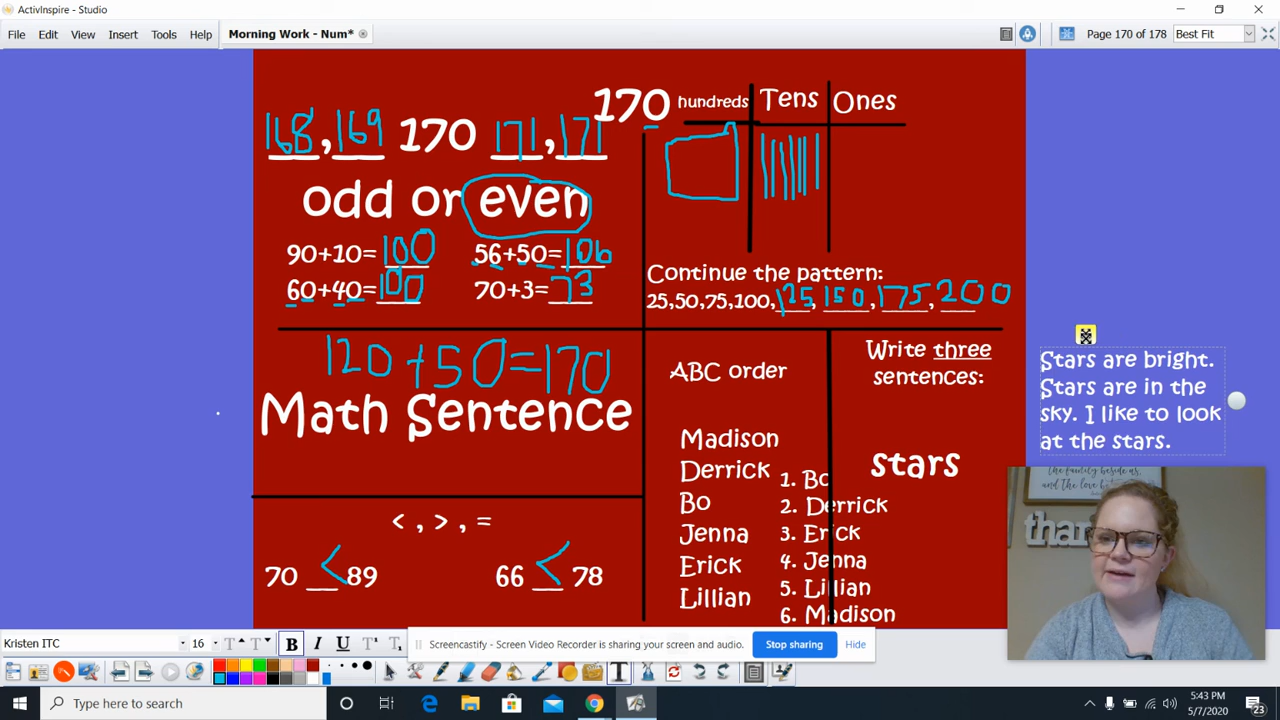 ActivInspire - Studio
File Edit View Insert Tools Help
Morning Work - Num*
Page 170 of 178
Best Fit
168, 169 170 171, 171
odd or even
90+10=100 56+50=106
60+40=100 70+3=73
170 hundreds Tens Ones
Continue the pattern:
25,50,75,100,125, 150, 175, 200
120+50=170
Math Sentence
< , > , =
70 < 89 66 < 78
ABC order
Madison
Derrick
Bo
Jenna
Erick
Lillian
1. Bo
2. Derrick
3. Erick
4. Jenna
5. Lillian
6. Madison
Write three
sentences:
stars
Stars are bright.
Stars are in the
sky. I like to look
at the stars.
the family beside us,
than
Kristen ITC 16 B I U T T
Screencastify - Screen Video Recorder is sharing your screen and audio.
Stop sharing
Hide
Type here to search
5:43 PM
5/7/2020
23